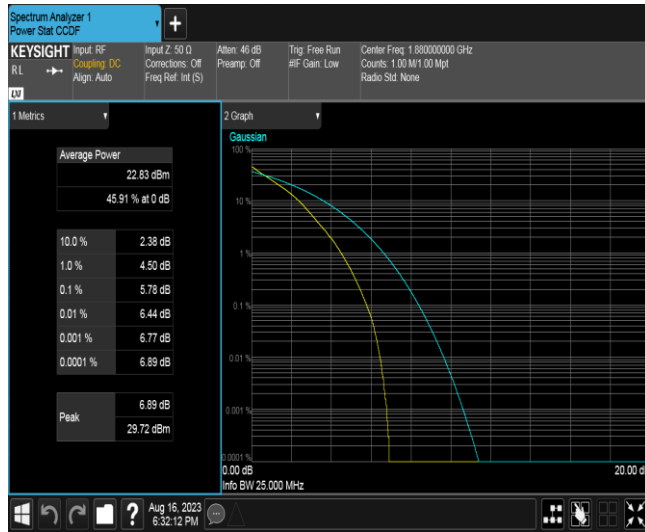 Spectrum Analyzer 1
Power Stat CCDF
+
KEYSIGHT
RL
LXI
Input: RF
Coupling: DC
Align: Auto
Input Z: 50 Ω
Corrections: Off
Freq Ref: Int (S)
Atten: 46 dB
Preamp: Off
Trig: Free Run
#IF Gain: Low
Center Freq: 1.880000000 GHz
Counts: 1.00 M/1.00 Mpt
Radio Std: None
1 Metrics
Average Power
22.83 dBm
45.91 % at 0 dB
10.0 % 2.38 dB
1.0 % 4.50 dB
0.1 % 5.78 dB
0.01 % 6.44 dB
0.001 % 6.77 dB
0.0001 % 6.89 dB
Peak
6.89 dB
29.72 dBm
2 Graph
Gaussian
100 %
10 %
1 %
0.1 %
0.01 %
0.001 %
0.0001 %
0.00 dB
20.00 d
Info BW 25.000 MHz
?
Aug 16, 2023
6:32:12 PM